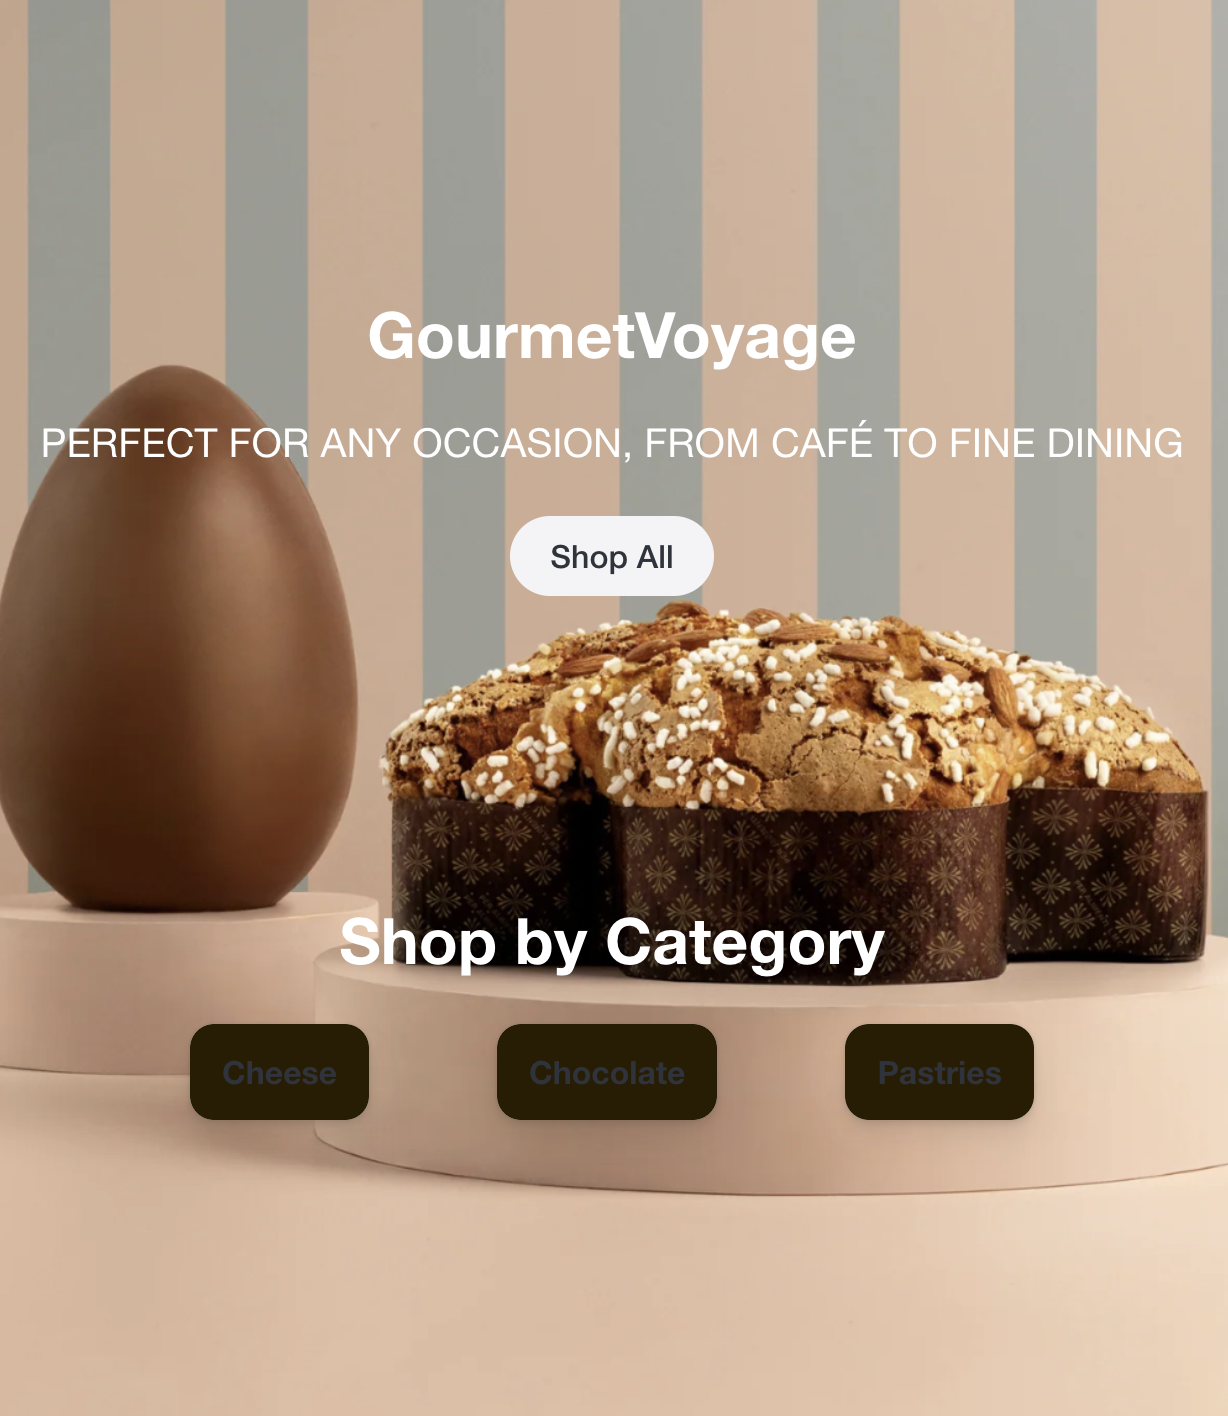 GourmetVoyage
PERFECT FOR ANY OCCASION, FROM CAFÉ TO FINE DINING
Shop All
Shop by Category
Cheese Chocolate Pastries